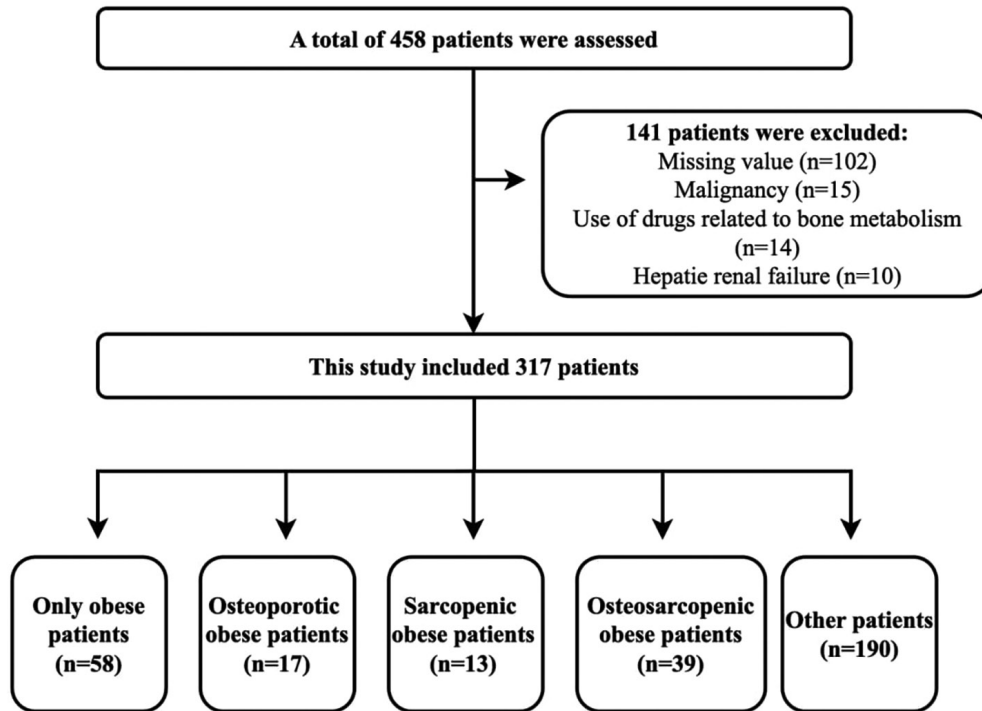 A total of 458 patients were assessed
141 patients were excluded:
Missing value (n=102)
Malignancy (n=15)
Use of drugs related to bone metabolism
(n=14)
Hepatie renal failure (n=10)
This study included 317 patients
Only obese
patients
(n=58)
Osteoporotic
obese patients
(n=17)
Sarcopenic
obese patients
(n=13)
Osteosarcopenic
obese patients
(n=39)
Other patients
(n=190)